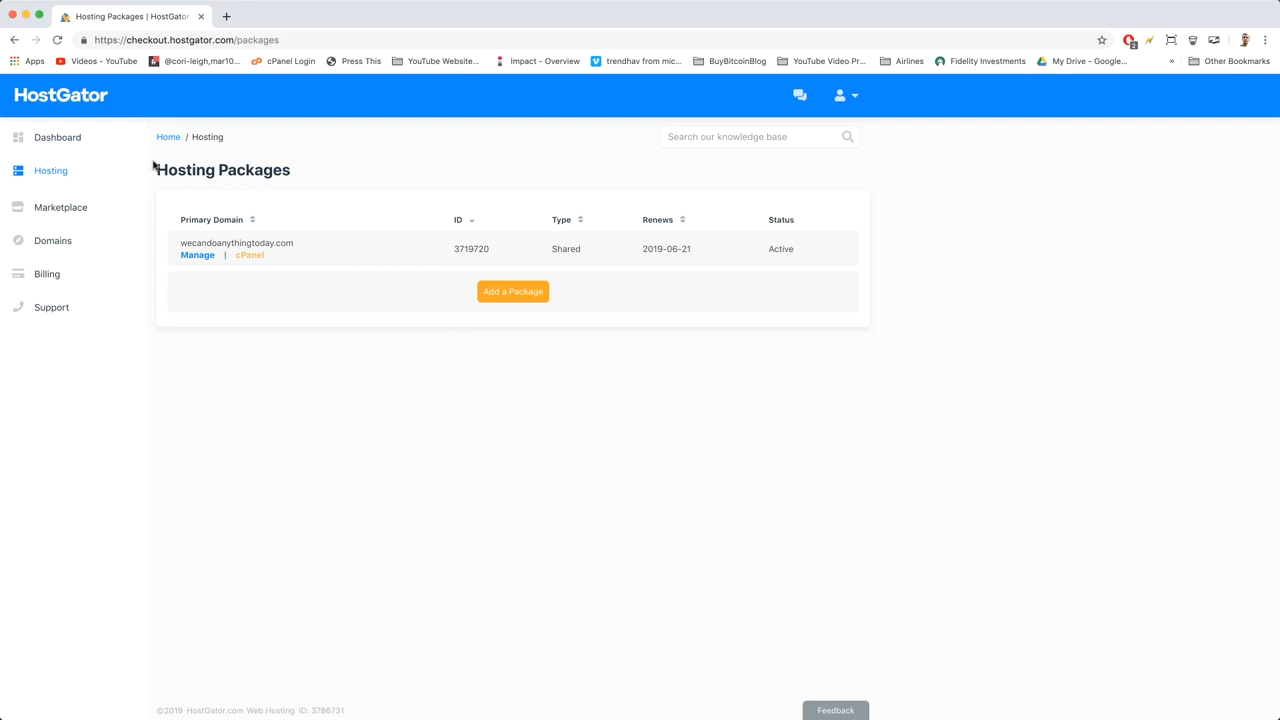 Hosting Packages | HostGator
https://checkout.hostgator.com/packages
2
Apps
Videos - YouTube
@cori-leigh,mar10...
cPanel Login
Press This
YouTube Website...
Impact - Overview
trendhav from mic...
BuyBitcoinBlog
YouTube Video Pr...
Airlines
Fidelity Investments
My Drive - Google...
»
Other Bookmarks
HostGator
Dashboard
Hosting
Marketplace
Domains
Billing
Support
Home / Hosting
Search our knowledge base
Hosting Packages
Primary Domain ID Type Renews Status
wecandoanythingtoday.com 3719720 Shared 2019-06-21 Active
Manage | cPanel
Add a Package
©2019 HostGator.com Web Hosting ID: 3786731
Feedback